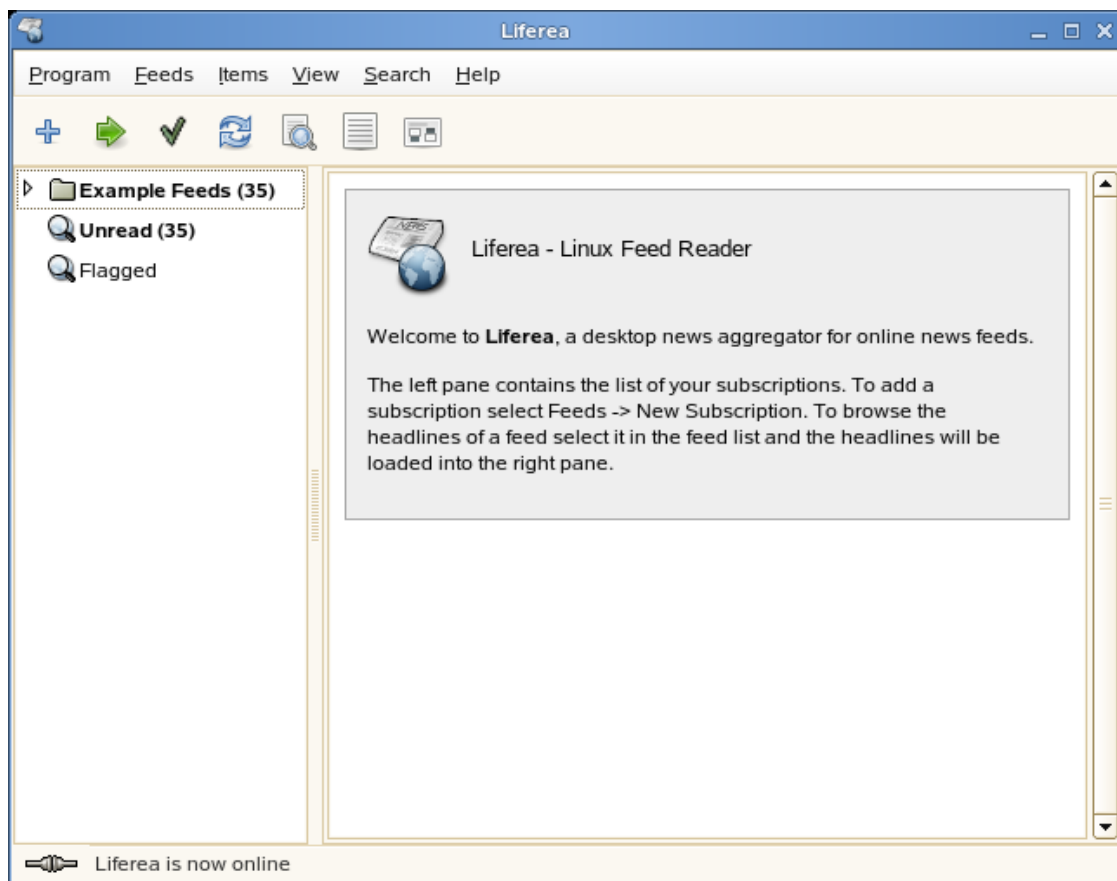 Liferea
Program Feeds Items View Search Help
Example Feeds (35)
Unread (35)
Flagged
NEWS
Liferea - Linux Feed Reader
Welcome to Liferea, a desktop news aggregator for online news feeds.
The left pane contains the list of your subscriptions. To add a
subscription select Feeds -> New Subscription. To browse the
headlines of a feed select it in the feed list and the headlines will be
loaded into the right pane.
Liferea is now online